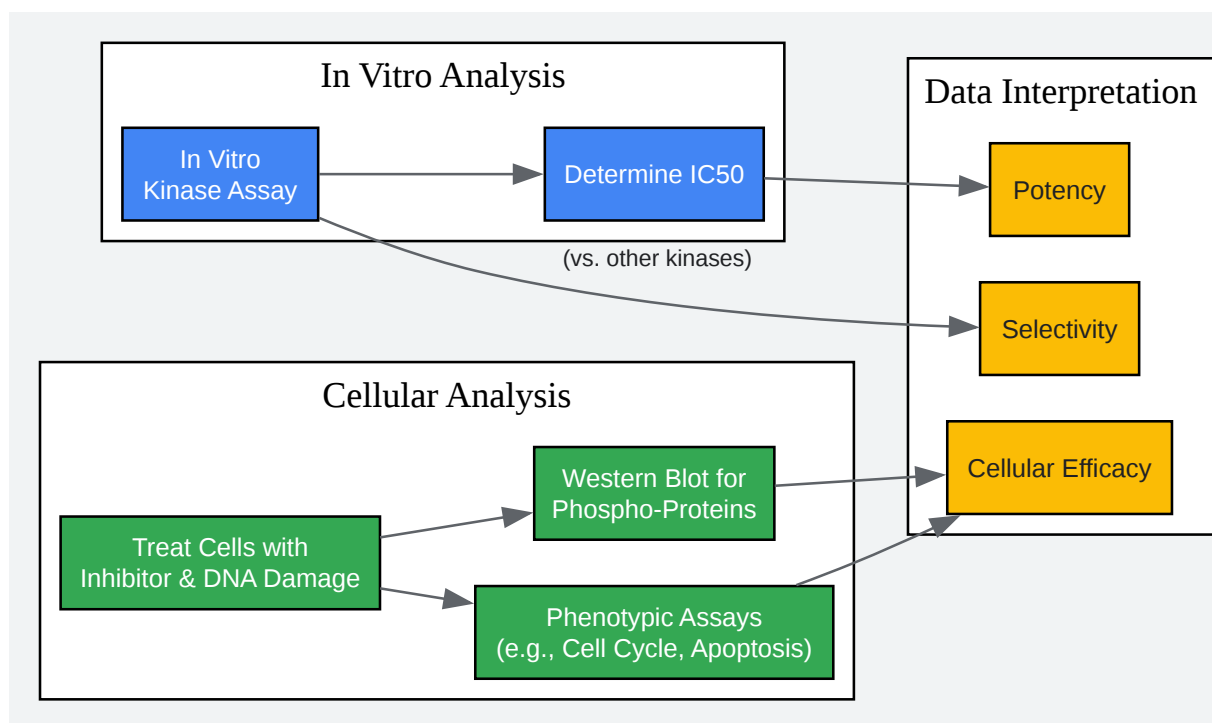 In Vitro Analysis
In Vitro
Kinase Assay
Determine IC50
(vs. other kinases)
Data Interpretation
Potency
Selectivity
Cellular Efficacy
Cellular Analysis
Treat Cells with
Inhibitor & DNA Damage
Western Blot for
Phospho-Proteins
Phenotypic Assays
(e.g., Cell Cycle, Apoptosis)